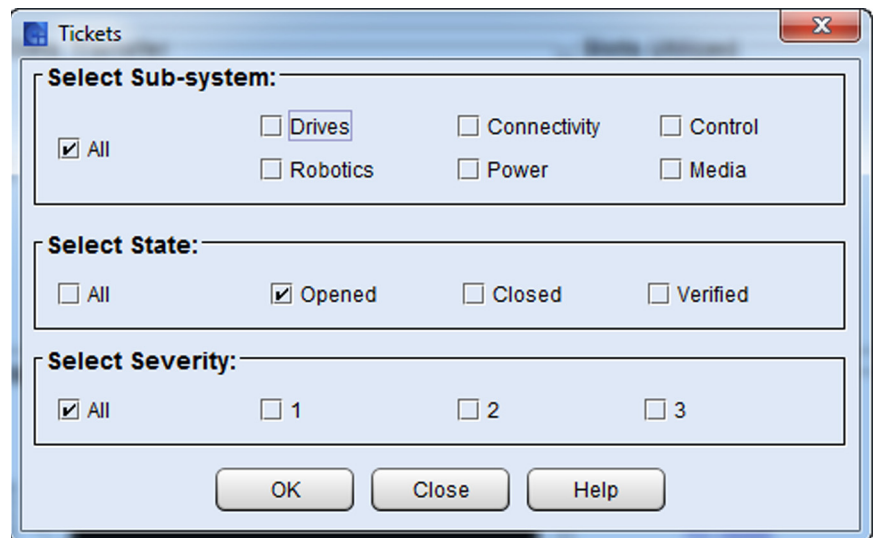 Tickets
Select Sub-system:
All
Drives
Connectivity
Control
Robotics
Power
Media
Select State:
All
Opened
Closed
Verified
Select Severity:
All
1
2
3
OK
Close
Help